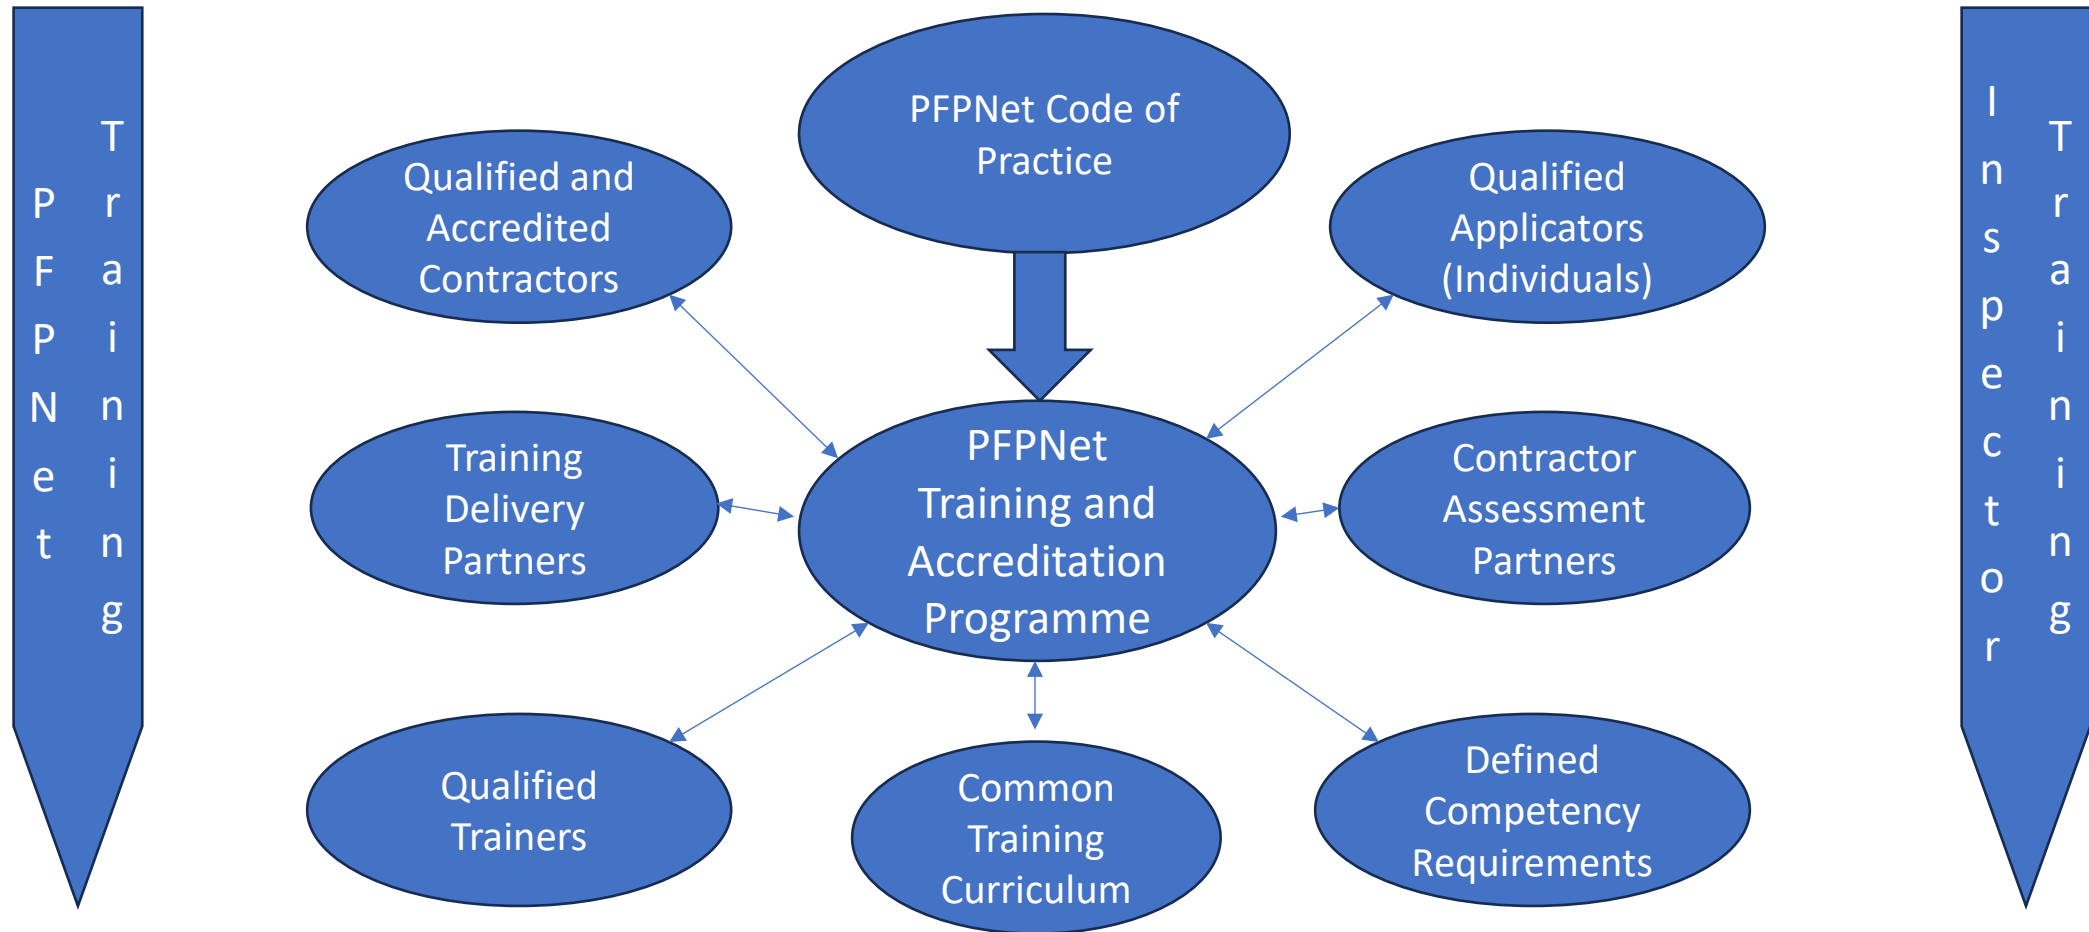 PFPNet
Training
PFPNet Code of
Practice
Qualified and
Accredited
Contractors
Qualified
Applicators
(Individuals)
Training
Delivery
Partners
PFPNet
Training and
Accreditation
Programme
Contractor
Assessment
Partners
Qualified
Trainers
Common
Training
Curriculum
Defined
Competency
Requirements
Inspector
Training